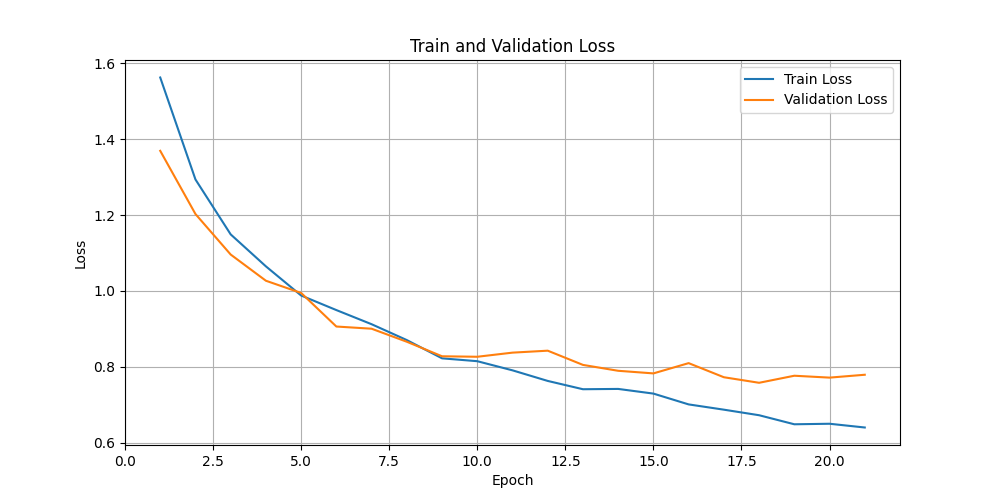 Train and Validation Loss
Train Loss
Validation Loss
1.6
1.4
1.2
1.0
0.8
0.6
Loss
0.0 2.5 5.0 7.5 10.0 12.5 15.0 17.5 20.0
Epoch